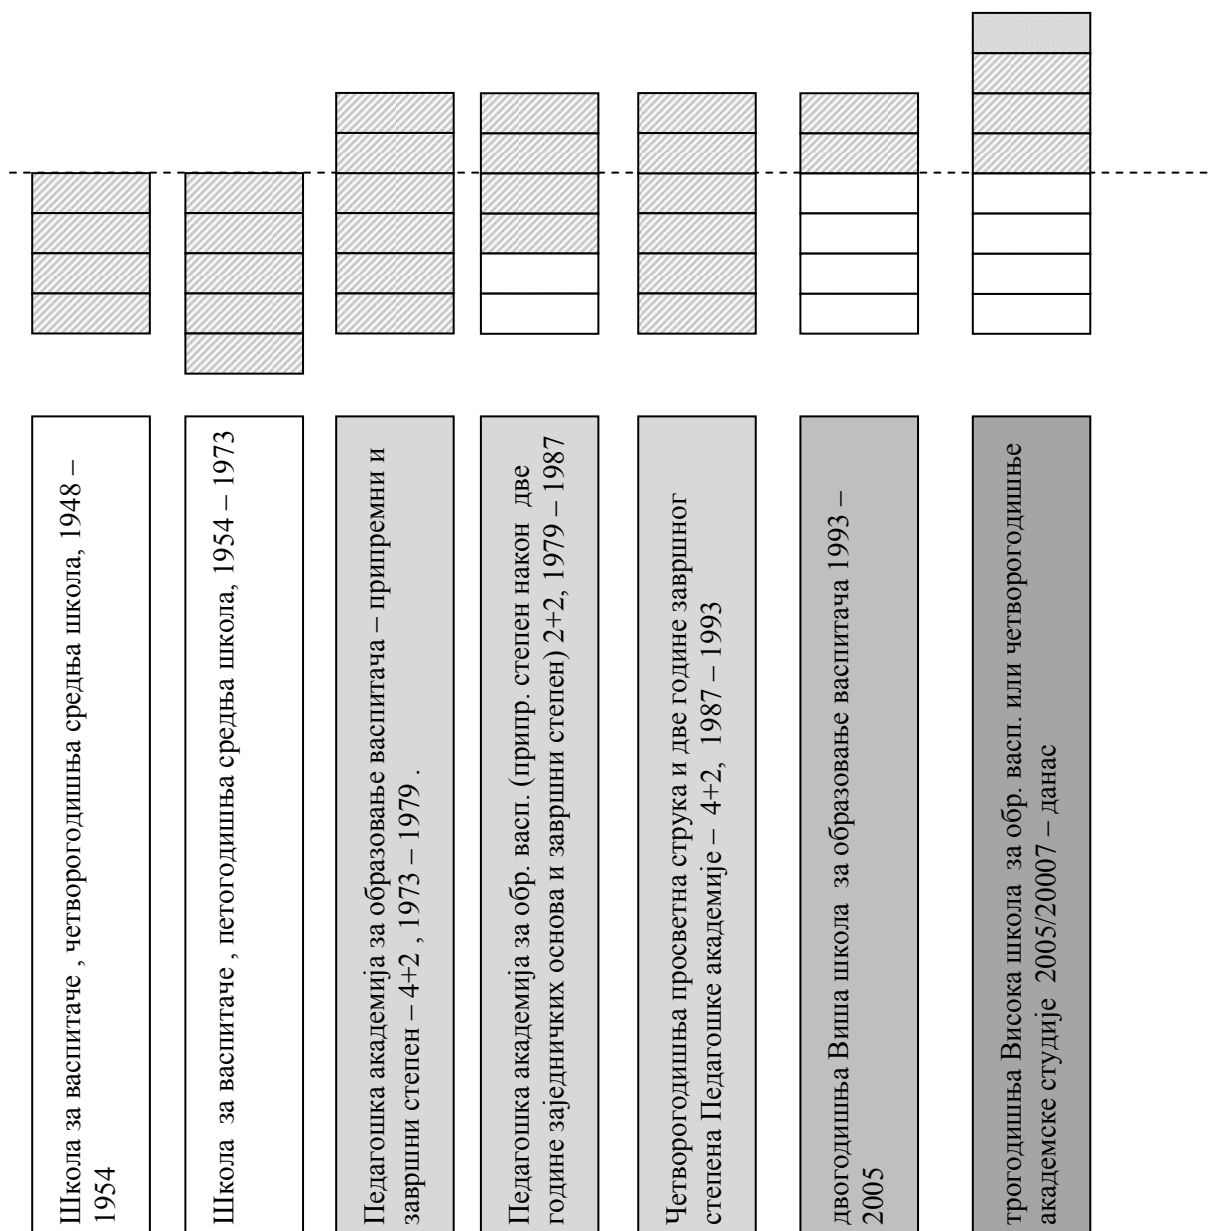 Школа за васпитаче , четворогодишња средња школа, 1948 –
1954
Школа за васпитаче , петогодишња средња школа, 1954 – 1973
Педагошка академија за образовање васпитача – припремни и
завршни степен – 4+2 , 1973 – 1979 .
Педагошка академија за обр. васп. (припр. степен након две
године заједничких основа и завршни степен) 2+2, 1979 – 1987
Четворогодишња просветна струка и две године завршног
степена Педагошке академије – 4+2, 1987 – 1993
двогодишња Виша школа за образовање васпитача 1993 –
2005
трогодишња Висока школа за обр. васп. или четворогодишње
академске студије 2005/20007 – данас